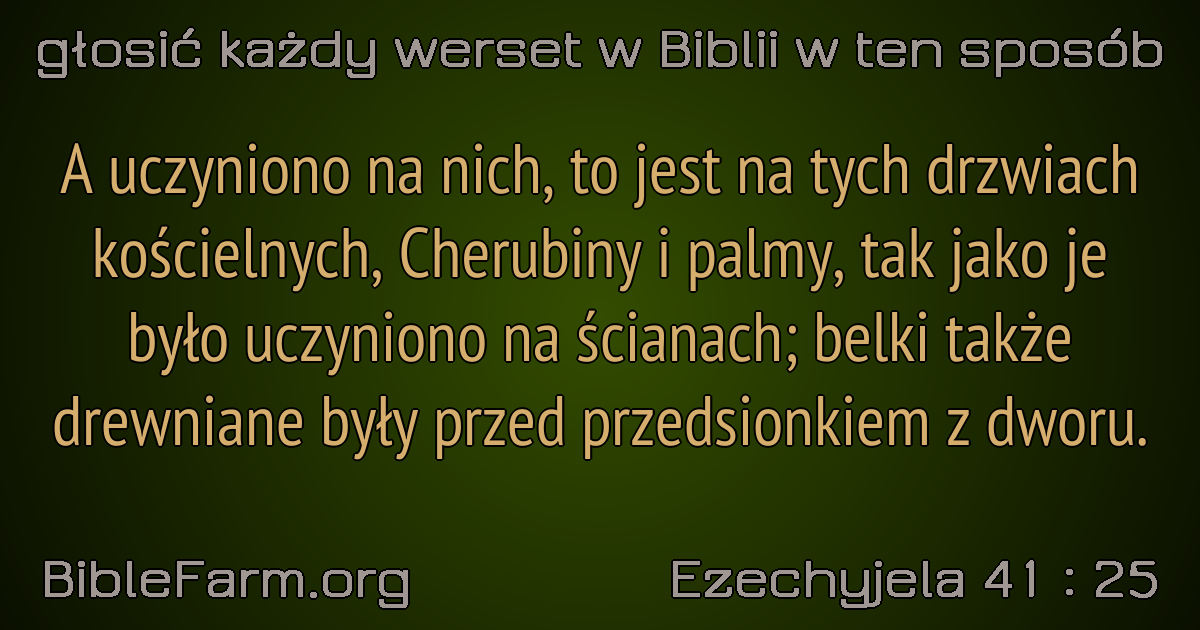 głosić każdy werset w Biblii w ten sposób
A uczyniono na nich, to jest na tych drzwiach
kościelnych, Cherubiny i palmy, tak jako je
było uczyniono na ścianach; belki także
drewniane były przed przedsionkiem z dworu.
BibleFarm.org
Ezechyjela 41 : 25